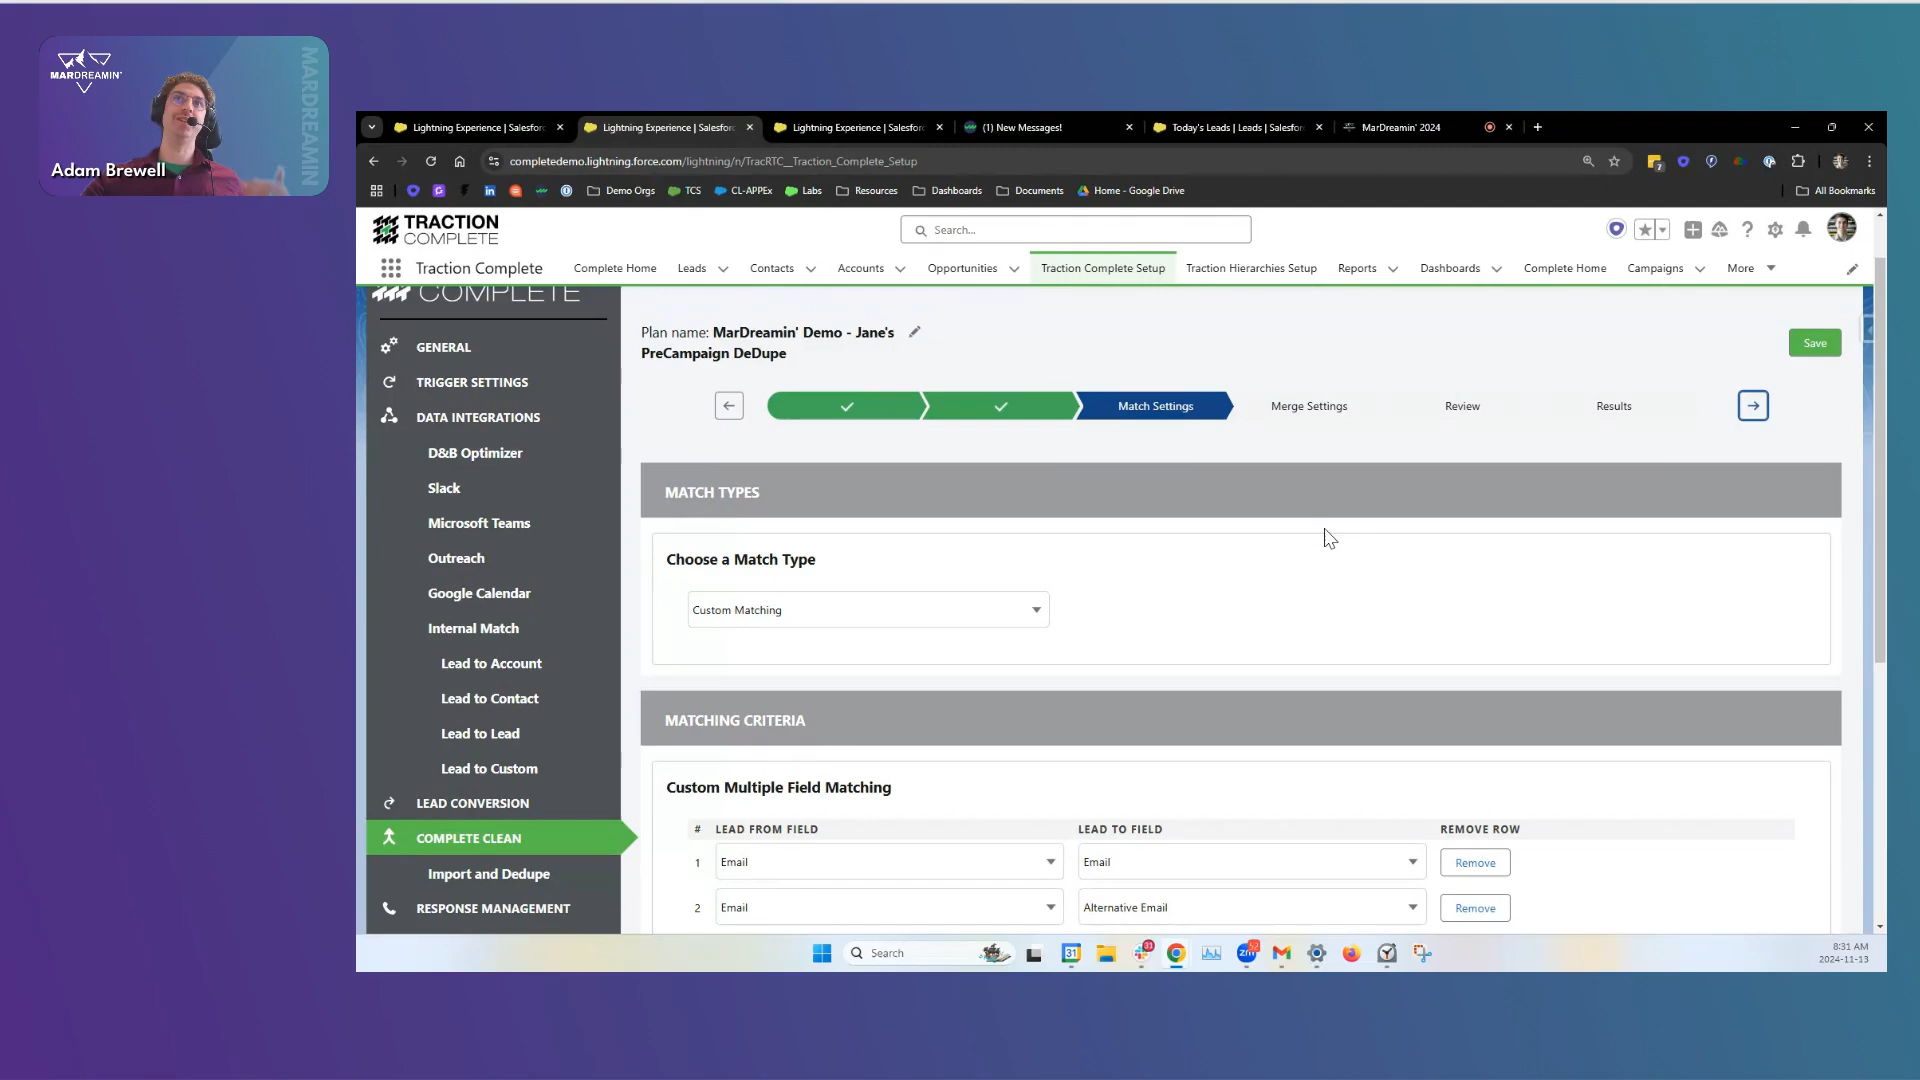 MARDREAMIN'
MARDREAMIN
Adam Brewell
Lightning Experience | Salesforc
Lightning Experience | Salesforc
Lightning Experience | Salesforc
(1) New Messages!
Today's Leads | Leads | Salesforc
MarDreamin' 2024
completedemo.lightning.force.com/lightning/n/TracRTC__Traction_Complete_Setup
Demo Orgs
TCS
CL-APPEx
Labs
Resources
Dashboards
Documents
Home - Google Drive
All Bookmarks
TRACTION
COMPLETE
Search...
Traction Complete
Complete Home
Leads
Contacts
Accounts
Opportunities
Traction Complete Setup
Traction Hierarchies Setup
Reports
Dashboards
Complete Home
Campaigns
More
COMPLETE
GENERAL
TRIGGER SETTINGS
DATA INTEGRATIONS
D&B Optimizer
Slack
Microsoft Teams
Outreach
Google Calendar
Internal Match
Lead to Account
Lead to Contact
Lead to Lead
Lead to Custom
LEAD CONVERSION
COMPLETE CLEAN
Import and Dedupe
RESPONSE MANAGEMENT
Plan name: MarDreamin' Demo - Jane's
PreCampaign DeDupe
Save
Match Settings
Merge Settings
Review
Results
MATCH TYPES
Choose a Match Type
Custom Matching
MATCHING CRITERIA
Custom Multiple Field Matching
# LEAD FROM FIELD LEAD TO FIELD REMOVE ROW
1 Email Email Remove
2 Email Alternative Email Remove
Search
31
8:31 AM
2024-11-13